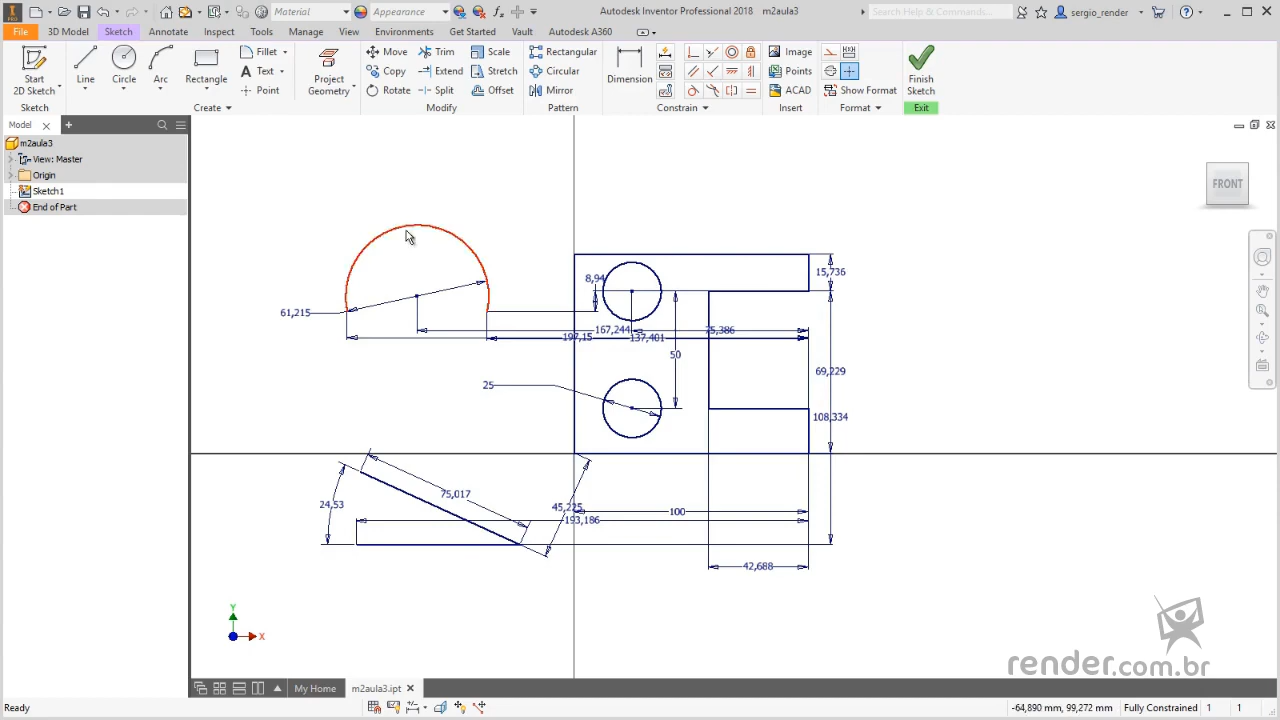 Material
Appearance
Autodesk Inventor Professional 2018 m2aula3
Search Help & Commands...
sergio_render
File 3D Model Sketch Annotate Inspect Tools Manage View Environments Get Started Vault Autodesk A360
Start
2D Sketch
Line
Circle
Arc
Rectangle
Fillet
Text
Point
Project
Geometry
Move
Copy
Rotate
Trim
Extend
Split
Scale
Stretch
Offset
Rectangular
Circular
Mirror
Dimension
Image
Points
ACAD
Show Format
Finish
Sketch
Sketch Create Modify Pattern Constrain Insert Format Exit
Model
m2aula3
View: Master
Origin
Sketch1
End of Part
FRONT
8,94
15,736
61,215
167,244
75,386
197,15
137,401
50
69,229
25
108,334
75,017
24,53
45,225
100
193,186
42,688
Y
X
render.com.br
My Home m2aula3.ipt
Ready
-64,890 mm, 99,272 mm Fully Constrained 1 1